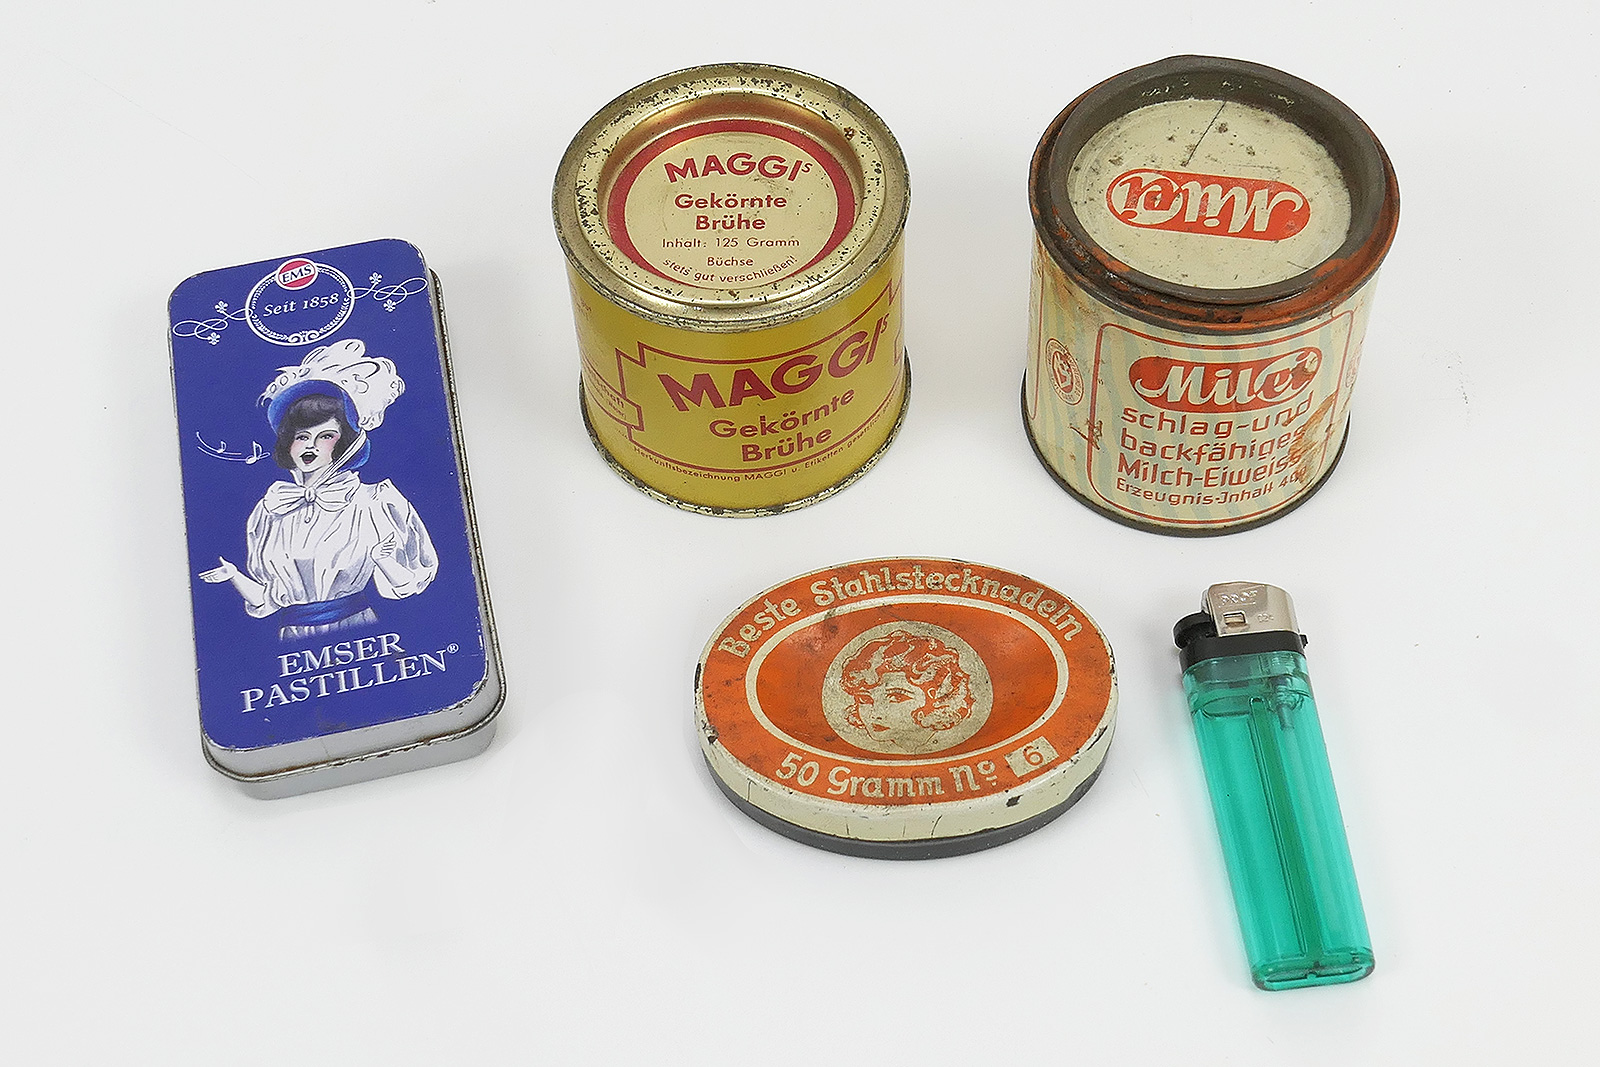 EMS
Seit 1858
EMSER
PASTILLEN®
MAGGIs
Gekörnte
Brühe
Inhalt: 125 Gramm
Büchse
stets gut verschließen!
MAGGIs
Gekörnte
Brühe
Herkunftsbezeichnung MAGGI u. Etiketten
Milei
Milei
schlag-und
backfähiges
Milch-Eiweiss
Erzeugnis-Inhalt
Beste Stahlstecknadeln
50 Gramm No 6